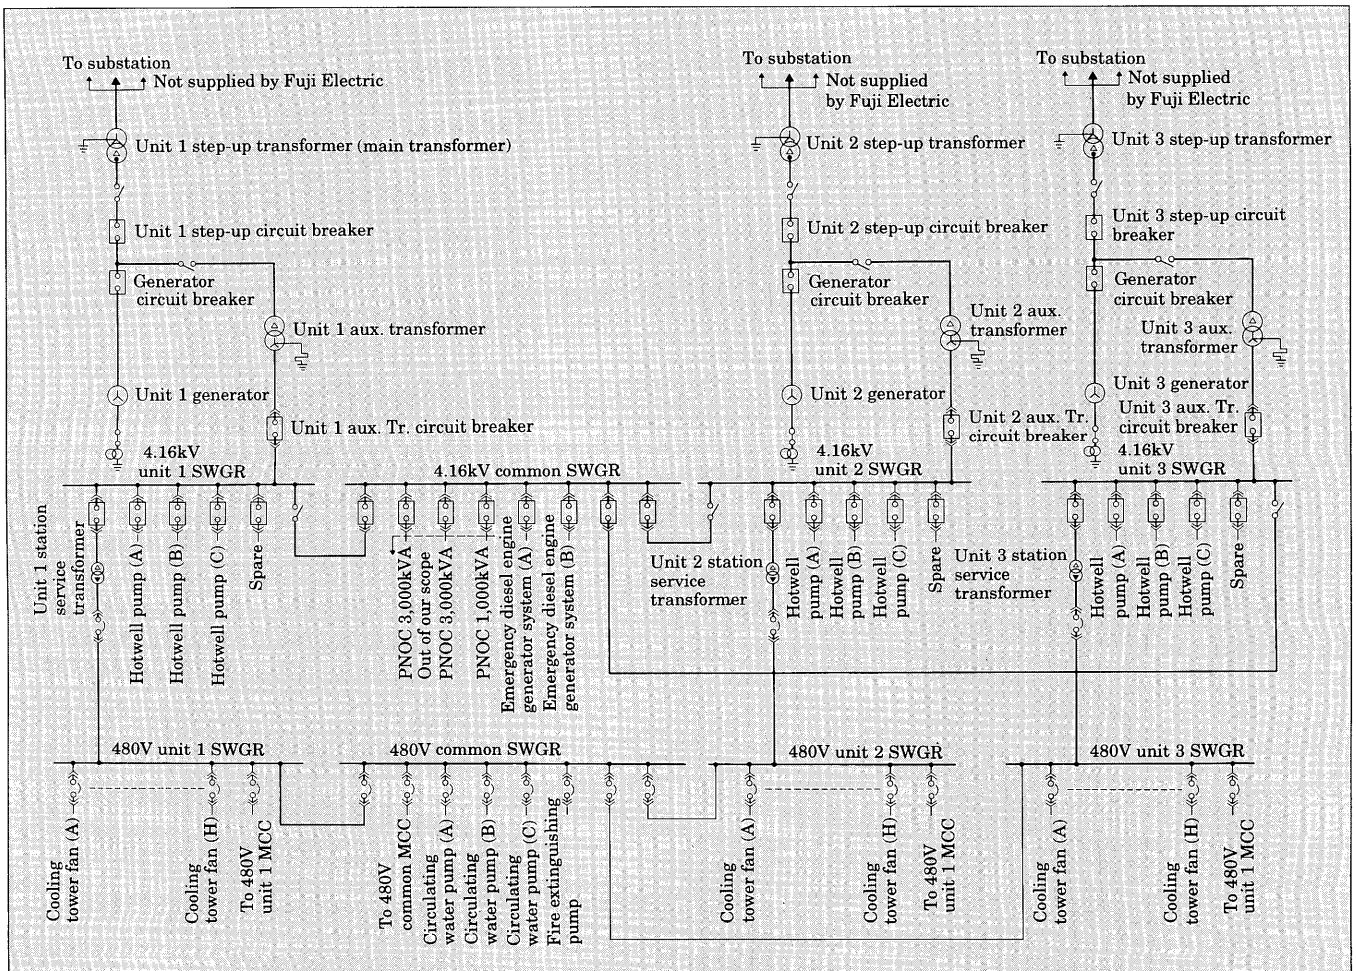 To substation
Not supplied by Fuji Electric
Unit 1 step-up transformer (main transformer)
Unit 1 step-up circuit breaker
Generator
circuit breaker
Unit 1 aux. transformer
Unit 1 generator
Unit 1 aux. Tr. circuit breaker
4.16kV
unit 1 SWGR
4.16kV common SWGR
To substation
Not supplied
by Fuji Electric
Unit 2 step-up transformer
Unit 2 step-up circuit breaker
Generator
circuit breaker
Unit 2 aux.
transformer
Unit 2 generator
Unit 2 aux. Tr.
circuit breaker
4.16kV
unit 2 SWGR
To substation
Not supplied
by Fuji Electric
Unit 3 step-up transformer
Unit 3 step-up circuit
breaker
Generator
circuit breaker
Unit 3 aux.
transformer
Unit 3 generator
Unit 3 aux. Tr.
circuit breaker
4.16kV
unit 3 SWGR
Unit 1 station
service
transformer
Hotwell pump (A)
Hotwell pump (B)
Hotwell pump (C)
Spare
PNOC 3,000kVA
Out of our scope
PNOC 3,000kVA
PNOC 1,000kVA
Emergency diesel engine
generator system (A)
Emergency diesel engine
generator system (B)
Unit 2 station
service
transformer
Hotwell
pump (A)
Hotwell
pump (B)
Hotwell
pump (C)
Spare
Unit 3 station
service
transformer
Hotwell
pump (A)
Hotwell
pump (B)
Hotwell
pump (C)
Spare
480V unit 1 SWGR
480V common SWGR
480V unit 2 SWGR
480V unit 3 SWGR
Cooling
tower fan (A)
Cooling
tower fan (H)
To 480V
unit 1 MCC
To 480V
common MCC
Circulating
water pump (A)
Circulating
water pump (B)
Circulating
water pump (C)
Fire extinguishing
pump
Cooling
tower fan (A)
Cooling
tower fan (H)
To 480V
unit 1 MCC
Cooling
tower fan (A)
Cooling
tower fan (H)
To 480V
unit 1 MCC